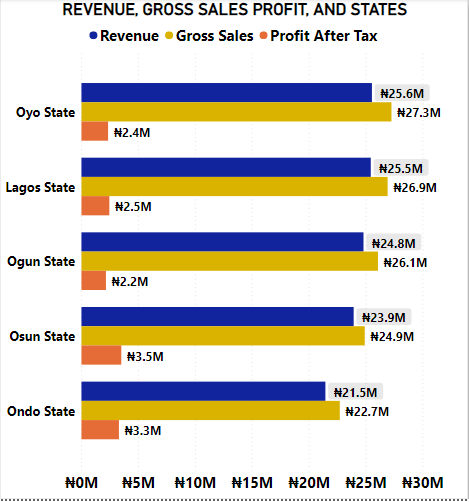 REVENUE, GROSS SALES PROFIT, AND STATES
Revenue Gross Sales Profit After Tax
Oyo State
₦25.6M
₦27.3M
₦2.4M
Lagos State
₦25.5M
₦26.9M
₦2.5M
Ogun State
₦24.8M
₦26.1M
₦2.2M
Osun State
₦23.9M
₦24.9M
₦3.5M
Ondo State
₦21.5M
₦22.7M
₦3.3M
₦0M ₦5M ₦10M ₦15M ₦20M ₦25M ₦30M